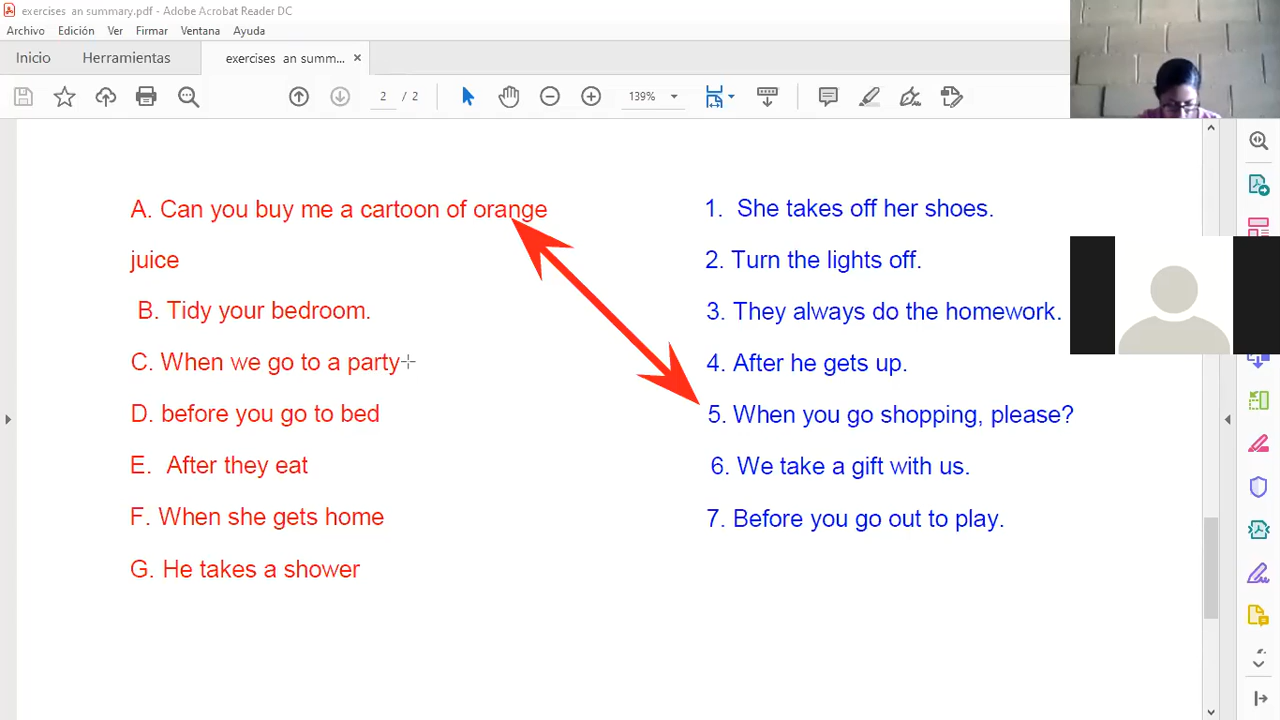 exercises an summary.pdf - Adobe Acrobat Reader DC
Archivo Edición Ver Firmar Ventana Ayuda
Inicio Herramientas exercises an summ... ×
2 / 2 139%
A. Can you buy me a cartoon of orange
juice
B. Tidy your bedroom.
C. When we go to a party
D. before you go to bed
E. After they eat
F. When she gets home
G. He takes a shower
1. She takes off her shoes.
2. Turn the lights off.
3. They always do the homework.
4. After he gets up.
5. When you go shopping, please?
6. We take a gift with us.
7. Before you go out to play.